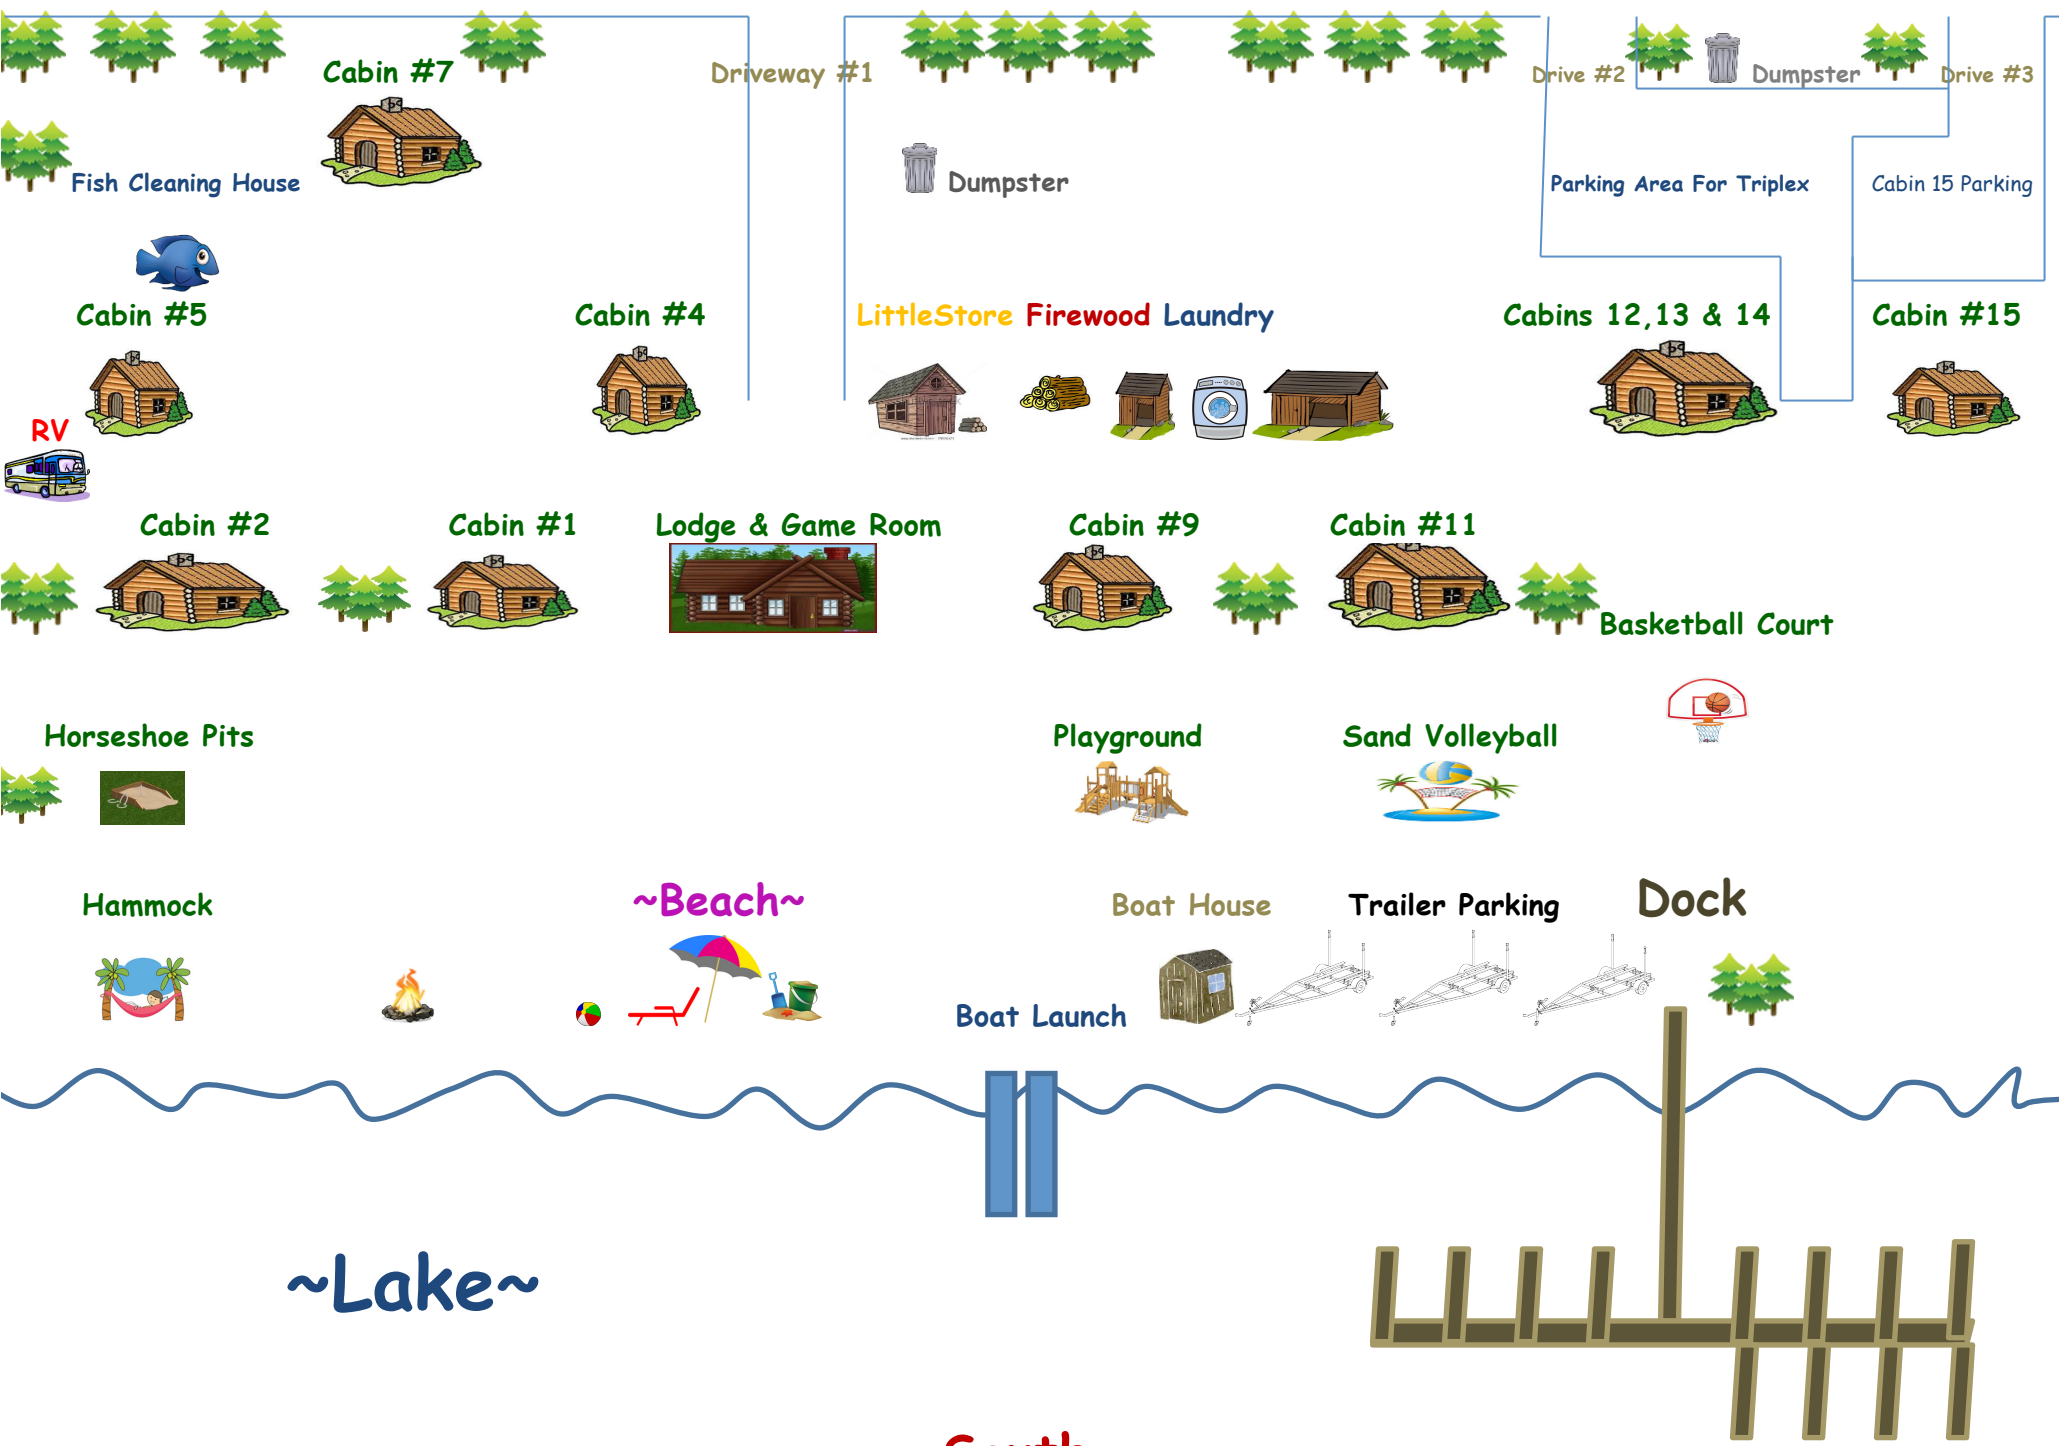 Cabin #7
Driveway #1
Drive #2
Dumpster
Drive #3
Fish Cleaning House
Dumpster
Parking Area For Triplex
Cabin 15 Parking
Cabin #5
Cabin #4
LittleStore Firewood Laundry
Cabins 12,13 & 14
Cabin #15
RV
Cabin #2
Cabin #1
Lodge & Game Room
Cabin #9
Cabin #11
Basketball Court
Horseshoe Pits
Playground
Sand Volleyball
Hammock
~Beach~
Boat House
Trailer Parking
Dock
Boat Launch
~Lake~
South